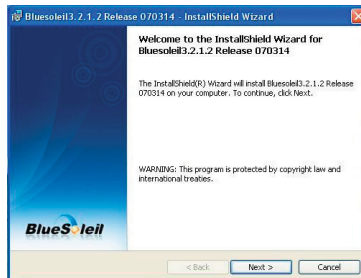 Bluesoleil3.2.1.2 Release 070314 - InstallShield Wizard
Welcome to the InstallShield Wizard for
Bluesoleil3.2.1.2 Release 070314
The InstallShield(R) Wizard will install Bluesoleil3.2.1.2 Release
070314 on your computer. To continue, click Next.
WARNING: This program is protected by copyright law and
international treaties.
BlueSoleil
< Back
Next >
Cancel